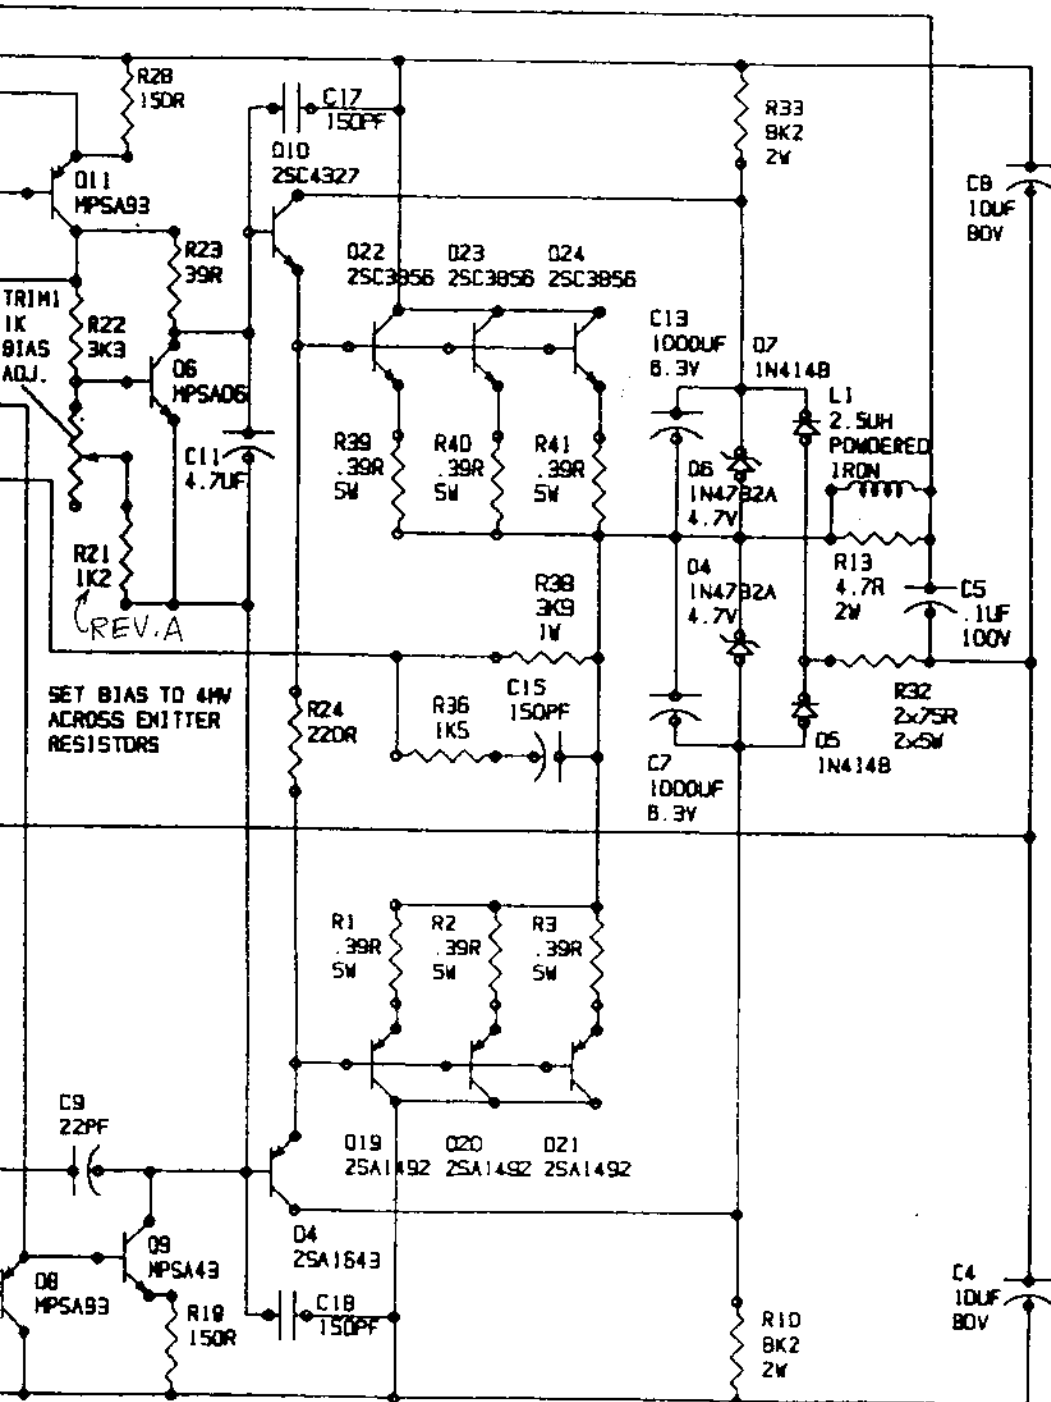 R28
150R
C17
150PF
R33
8K2
2W
Q10
2SC4327
Q11
MPSA93
C8
10UF
80V
R23
39R
Q22
2SC3856
Q23
2SC3856
Q24
2SC3856
TRIM1
1K
BIAS
ADJ.
R22
3K3
C13
1000UF
6.3V
D7
1N4148
Q6
MPSA06
L1
2.5UH
POWDERED
IRON
R39
.39R
5W
R40
.39R
5W
R41
.39R
5W
C11
4.7UF
D6
1N4732A
4.7V
R21
1K2
REV.A
R38
3K9
1W
D4
1N4732A
4.7V
R13
4.7R
2W
C5
.1UF
100V
SET BIAS TO 4MV
ACROSS EMITTER
RESISTORS
R24
220R
R36
1K5
C15
150PF
R32
2x75R
2x5W
C7
1000UF
6.3V
D5
1N4148
R1
.39R
5W
R2
.39R
5W
R3
.39R
5W
C9
22PF
Q19
2SA1492
Q20
2SA1492
Q21
2SA1492
Q4
2SA1643
Q9
MPSA43
Q8
MPSA93
R18
150R
C18
150PF
R10
8K2
2W
C4
10UF
80V